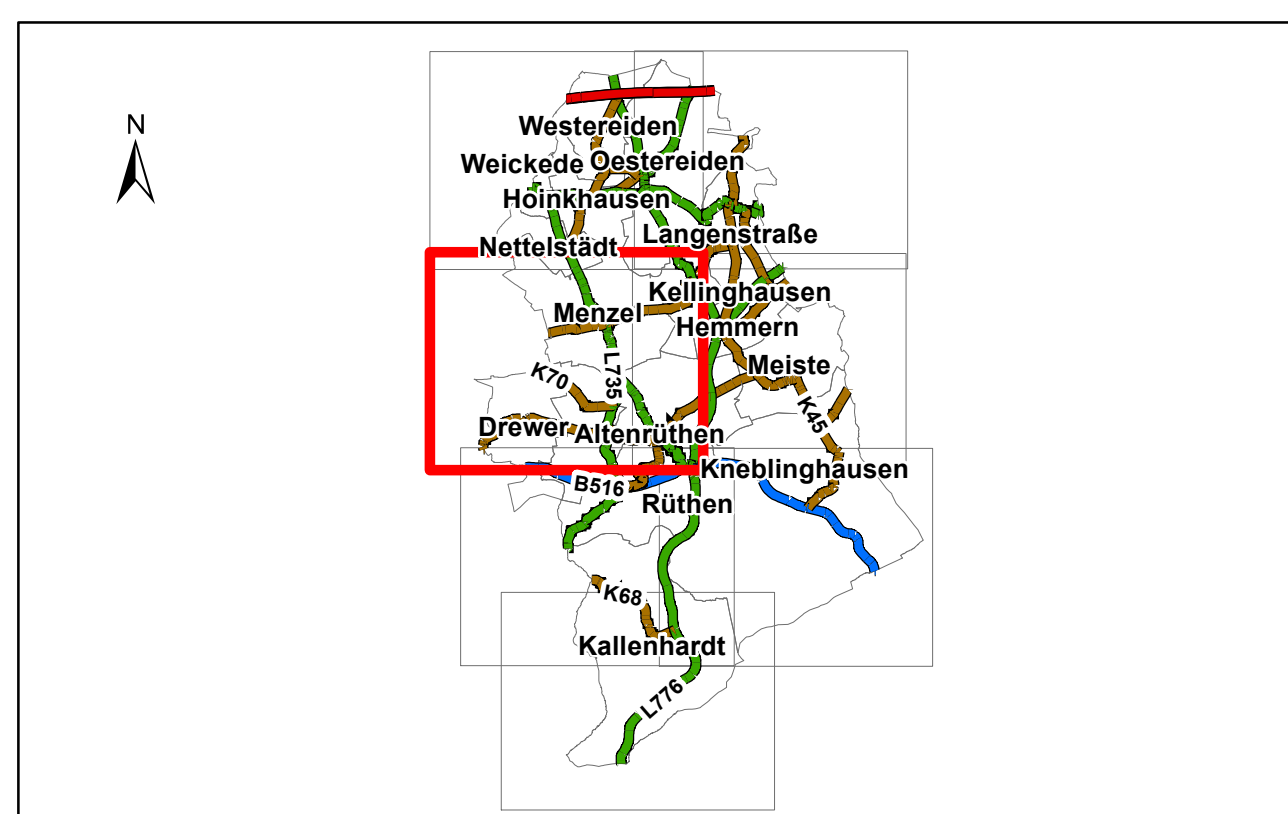 N
Westereiden
Weickede
Oestereiden
Hoinkhausen
Langenstraße
Nettelstädt
Kellinghausen
Menzel
Hemmern
L735
K70
Meiste
K45
Drewer
Altenrüthen
Kneblinghausen
B516
Rüthen
K68
Kallenhardt
L776